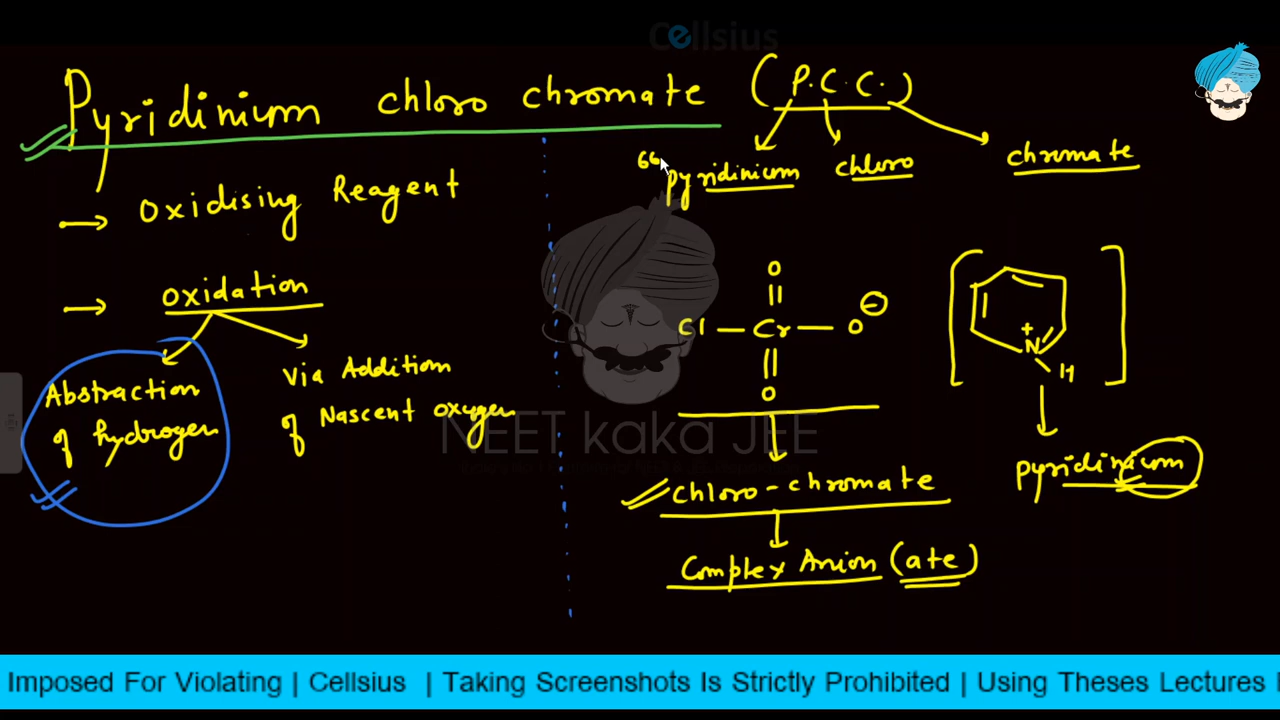 Cellsius
Pyridinium chloro chromate (P.C.C.)
→ Oxidising Reagent
→ oxidation
Abstraction
of hydrogen
Via Addition
of Nascent oxygen
66
pyridinium chloro chromate
O
||
Cl — Cr — O ⊖
||
O
+
N
H
pyridinium
chloro-chromate
Complex Anion (ate)
NEET kaka JEE
Imposed For Violating | Cellsius | Taking Screenshots Is Strictly Prohibited | Using Theses Lectures